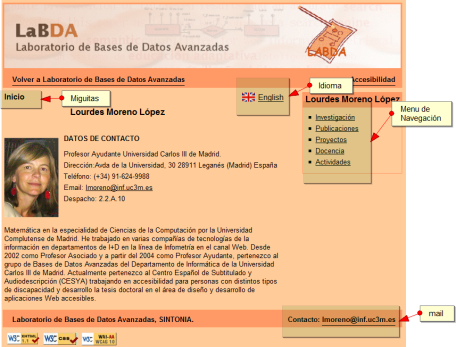 LaBDA
Laboratorio de Bases de Datos Avanzadas
LABDA
Volver a Laboratorio de Bases de Datos Avanzadas
Accesibilidad
Idioma
Inicio
Miguitas
English
Lourdes Moreno López
Lourdes Moreno López
Menu de
Navegación
Investigación
Publicaciones
Proyectos
Docencia
Actividades
DATOS DE CONTACTO
Profesor Ayudante Universidad Carlos III de Madrid.
Dirección:Avda de la Universidad, 30 28911 Leganés (Madrid) España
Teléfono: (+34) 91-624-9988
Email: lmoreno@inf.uc3m.es
Despacho: 2.2.A.10
Matemática en la especialidad de Ciencias de la Computación por la Universidad
Complutense de Madrid. He trabajado en varias compañías de tecnologías de la
información en departamentos de I+D en la línea de Infometría en el canal Web. Desde
2002 como Profesor Asociado y a partir del 2004 como Profesor Ayudante, pertenezco al
grupo de Bases de Datos Avanzadas del Departamento de Informática de la Universidad
Carlos III de Madrid. Actualmente pertenezco al Centro Español de Subtitulado y
Audiodescripción (CESYA) trabajando en accesibilidad para personas con distintos tipos
de discapacidad y desarrollo la tesis doctoral en el área de diseño y desarrollo de
aplicaciones Web accesibles.
mail
Laboratorio de Bases de Datos Avanzadas, SINTONIA.
Contacto: lmoreno@inf.uc3m.es
W3C XHTML 1.1
W3C CSS
W3C WAI-AA WCAG 1.0